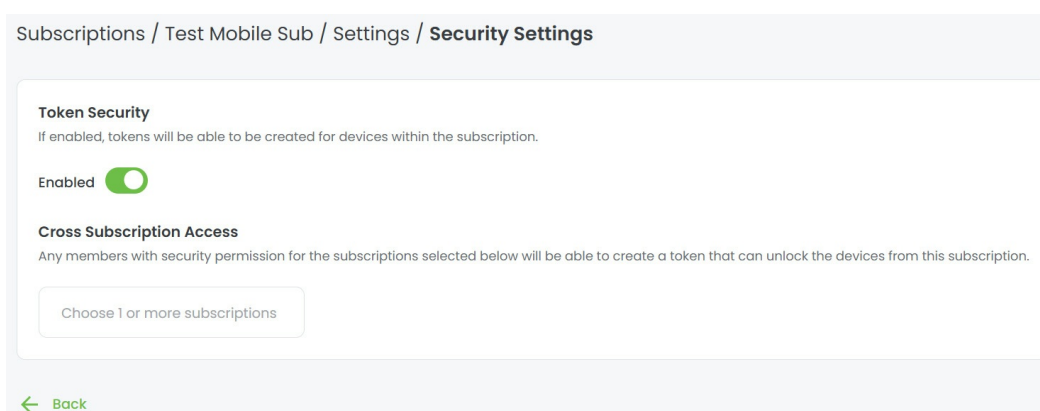 Subscriptions / Test Mobile Sub / Settings / Security Settings
Token Security
If enabled, tokens will be able to be created for devices within the subscription.
Enabled
Cross Subscription Access
Any members with security permission for the subscriptions selected below will be able to create a token that can unlock the devices from this subscription.
Choose 1 or more subscriptions
← Back